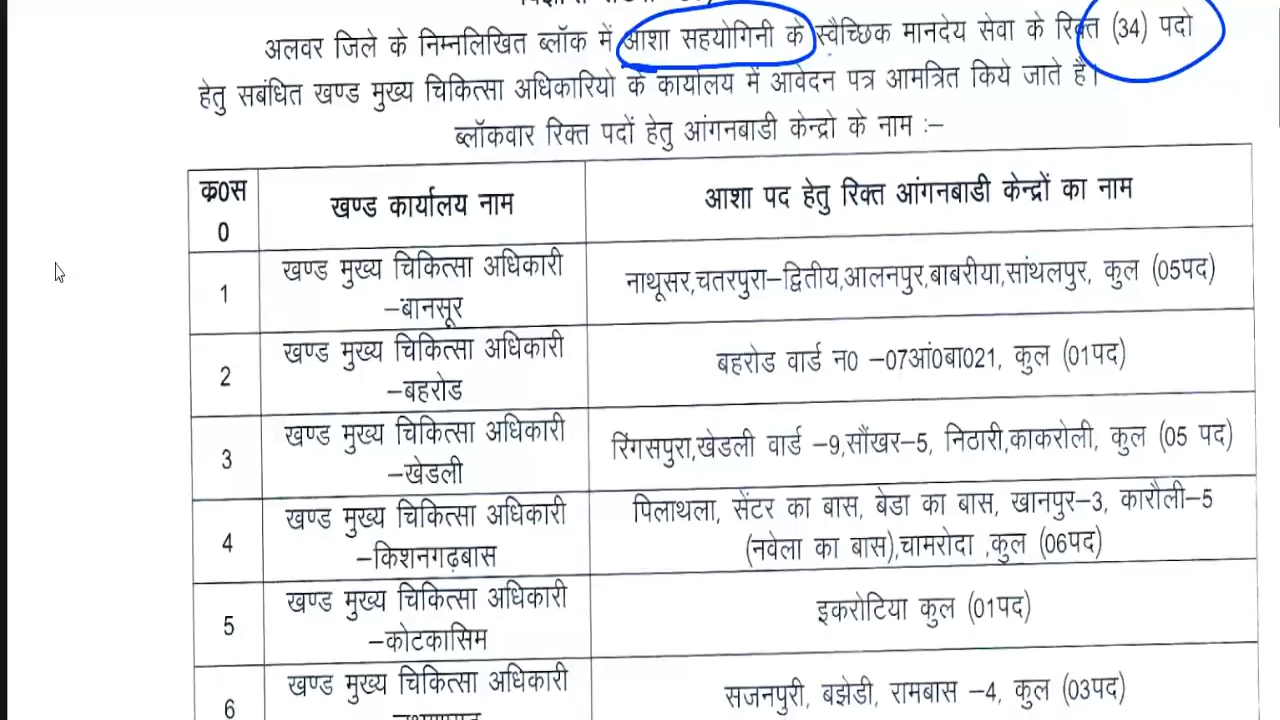 अलवर जिले के निम्नलिखित ब्लॉक में आशा सहयोगिनी के स्वैच्छिक मानदेय सेवा के रिक्त (34) पदो
हेतु सबंधित खण्ड मुख्य चिकित्सा अधिकारियो के कार्यालय में आवेदन पत्र आमत्रित किये जाते है।
ब्लॉकवार रिक्त पदों हेतु आंगनबाडी केन्द्रो के नाम :–
क0स
0
खण्ड कार्यालय नाम
आशा पद हेतु रिक्त आंगनबाडी केन्द्रों का नाम
1
खण्ड मुख्य चिकित्सा अधिकारी
–बानसूर
नाथूसर,चतरपुरा–द्वितीय,आलनपुर,बाबरीया,सांथलपुर, कुल (05पद)
2
खण्ड मुख्य चिकित्सा अधिकारी
–बहरोड
बहरोड वार्ड न0 –07आं0बा021, कुल (01पद)
3
खण्ड मुख्य चिकित्सा अधिकारी
–खेडली
रिंगसपुरा,खेडली वार्ड –9,सौंखर–5, निठारी,काकरोली, कुल (05 पद)
4
खण्ड मुख्य चिकित्सा अधिकारी
–किशनगढ़बास
पिलाथला, सेंटर का बास, बेडा का बास, खानपुर–3, कारौली–5
(नवेला का बास),चामरोदा ,कुल (06पद)
5
खण्ड मुख्य चिकित्सा अधिकारी
–कोटकासिम
इकरोटिया कुल (01पद)
6
खण्ड मुख्य चिकित्सा अधिकारी
सजनपुरी, बझेडी, रामबास –4, कुल (03पद)